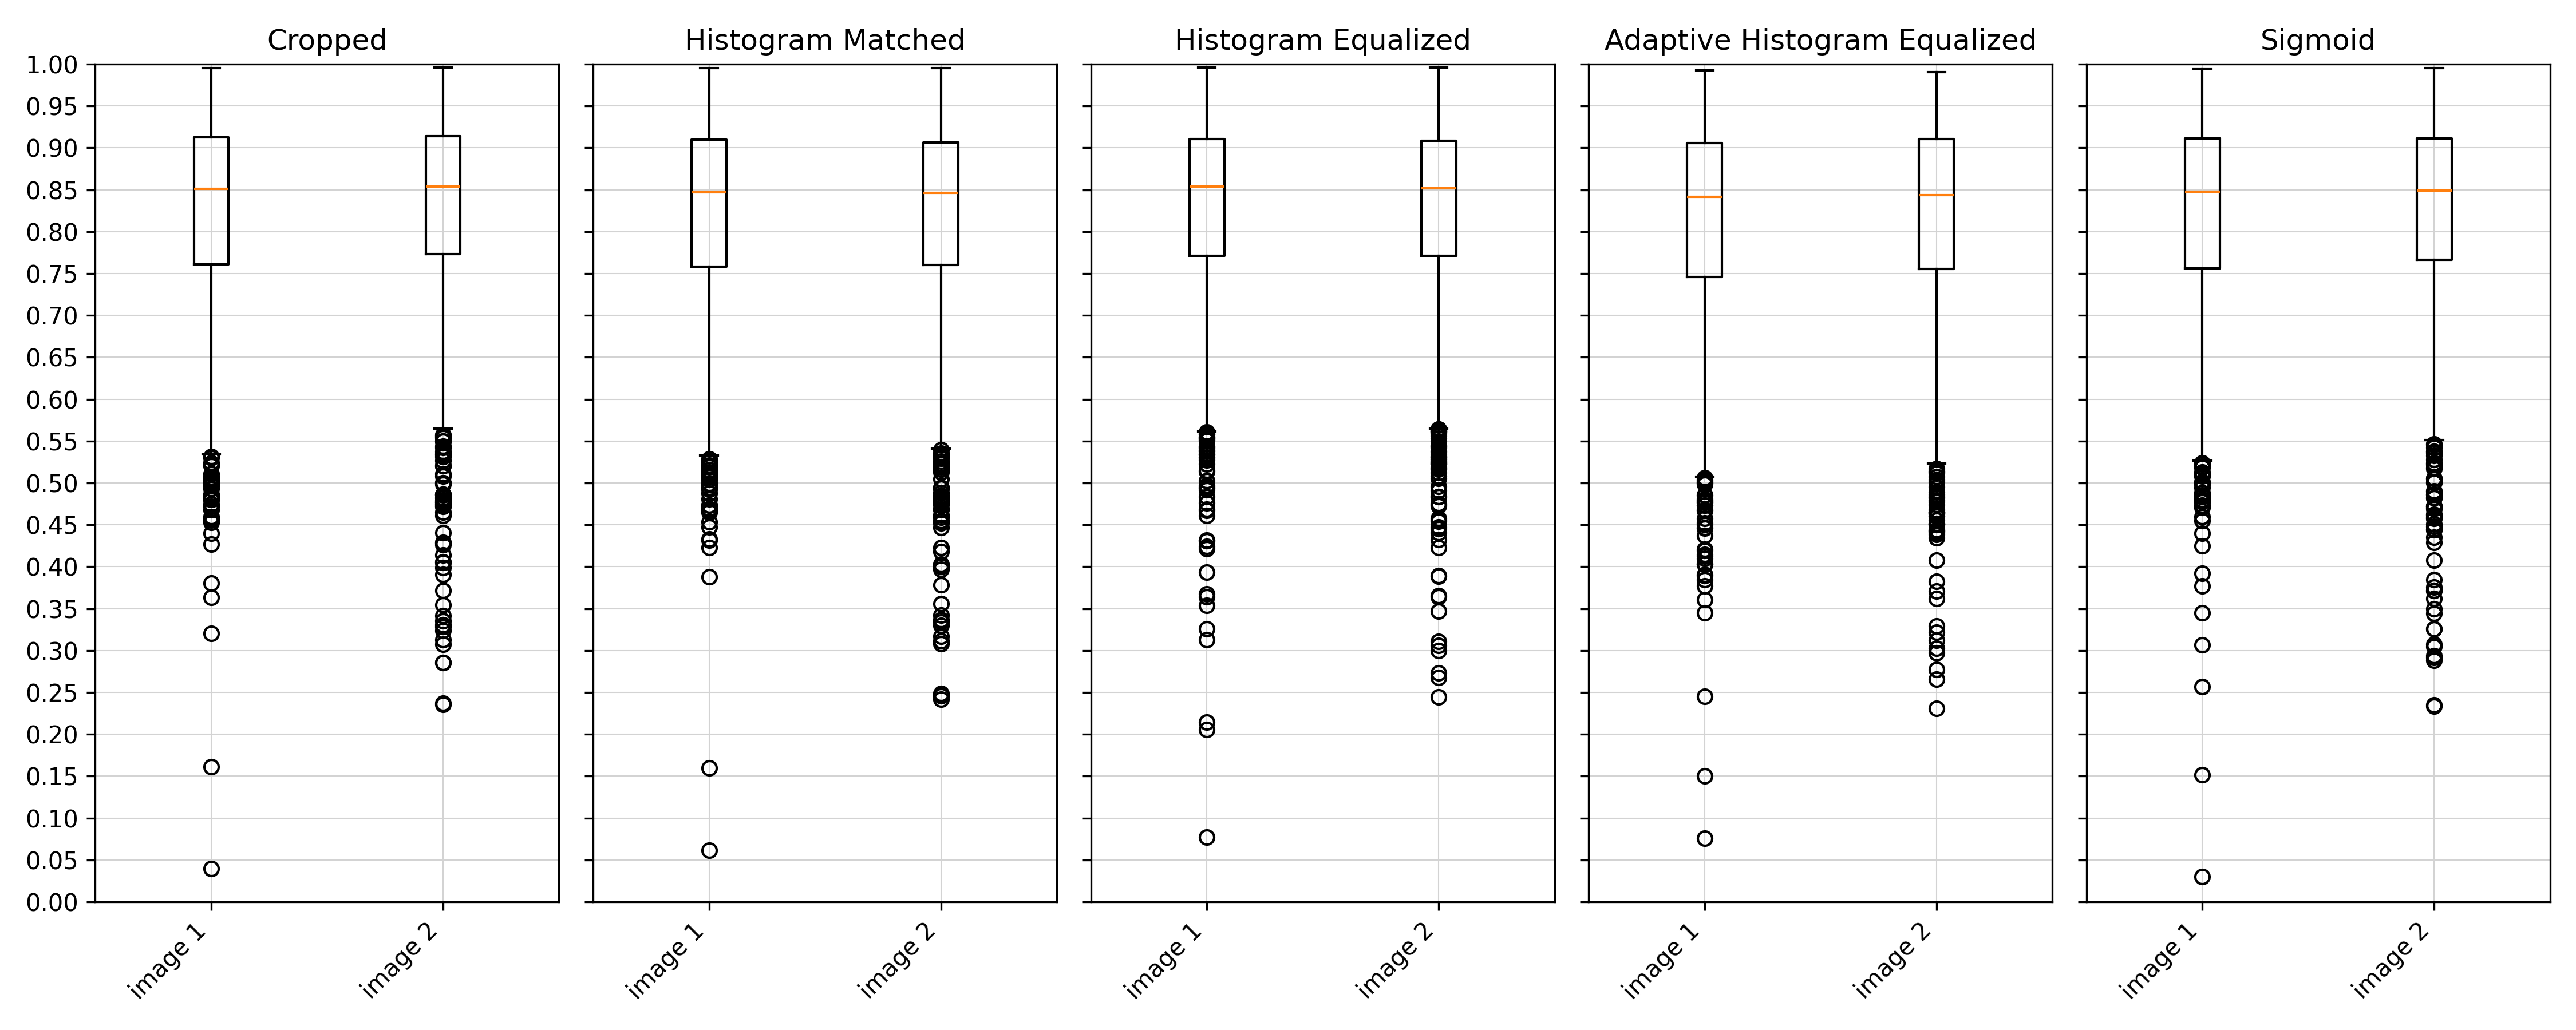 Cropped
Histogram Matched
Histogram Equalized
Adaptive Histogram Equalized
Sigmoid
1.00
0.95
0.90
0.85
0.80
0.75
0.70
0.65
0.60
0.55
0.50
0.45
0.40
0.35
0.30
0.25
0.20
0.15
0.10
0.05
0.00
image 1
image 2
image 1
image 2
image 1
image 2
image 1
image 2
image 1
image 2